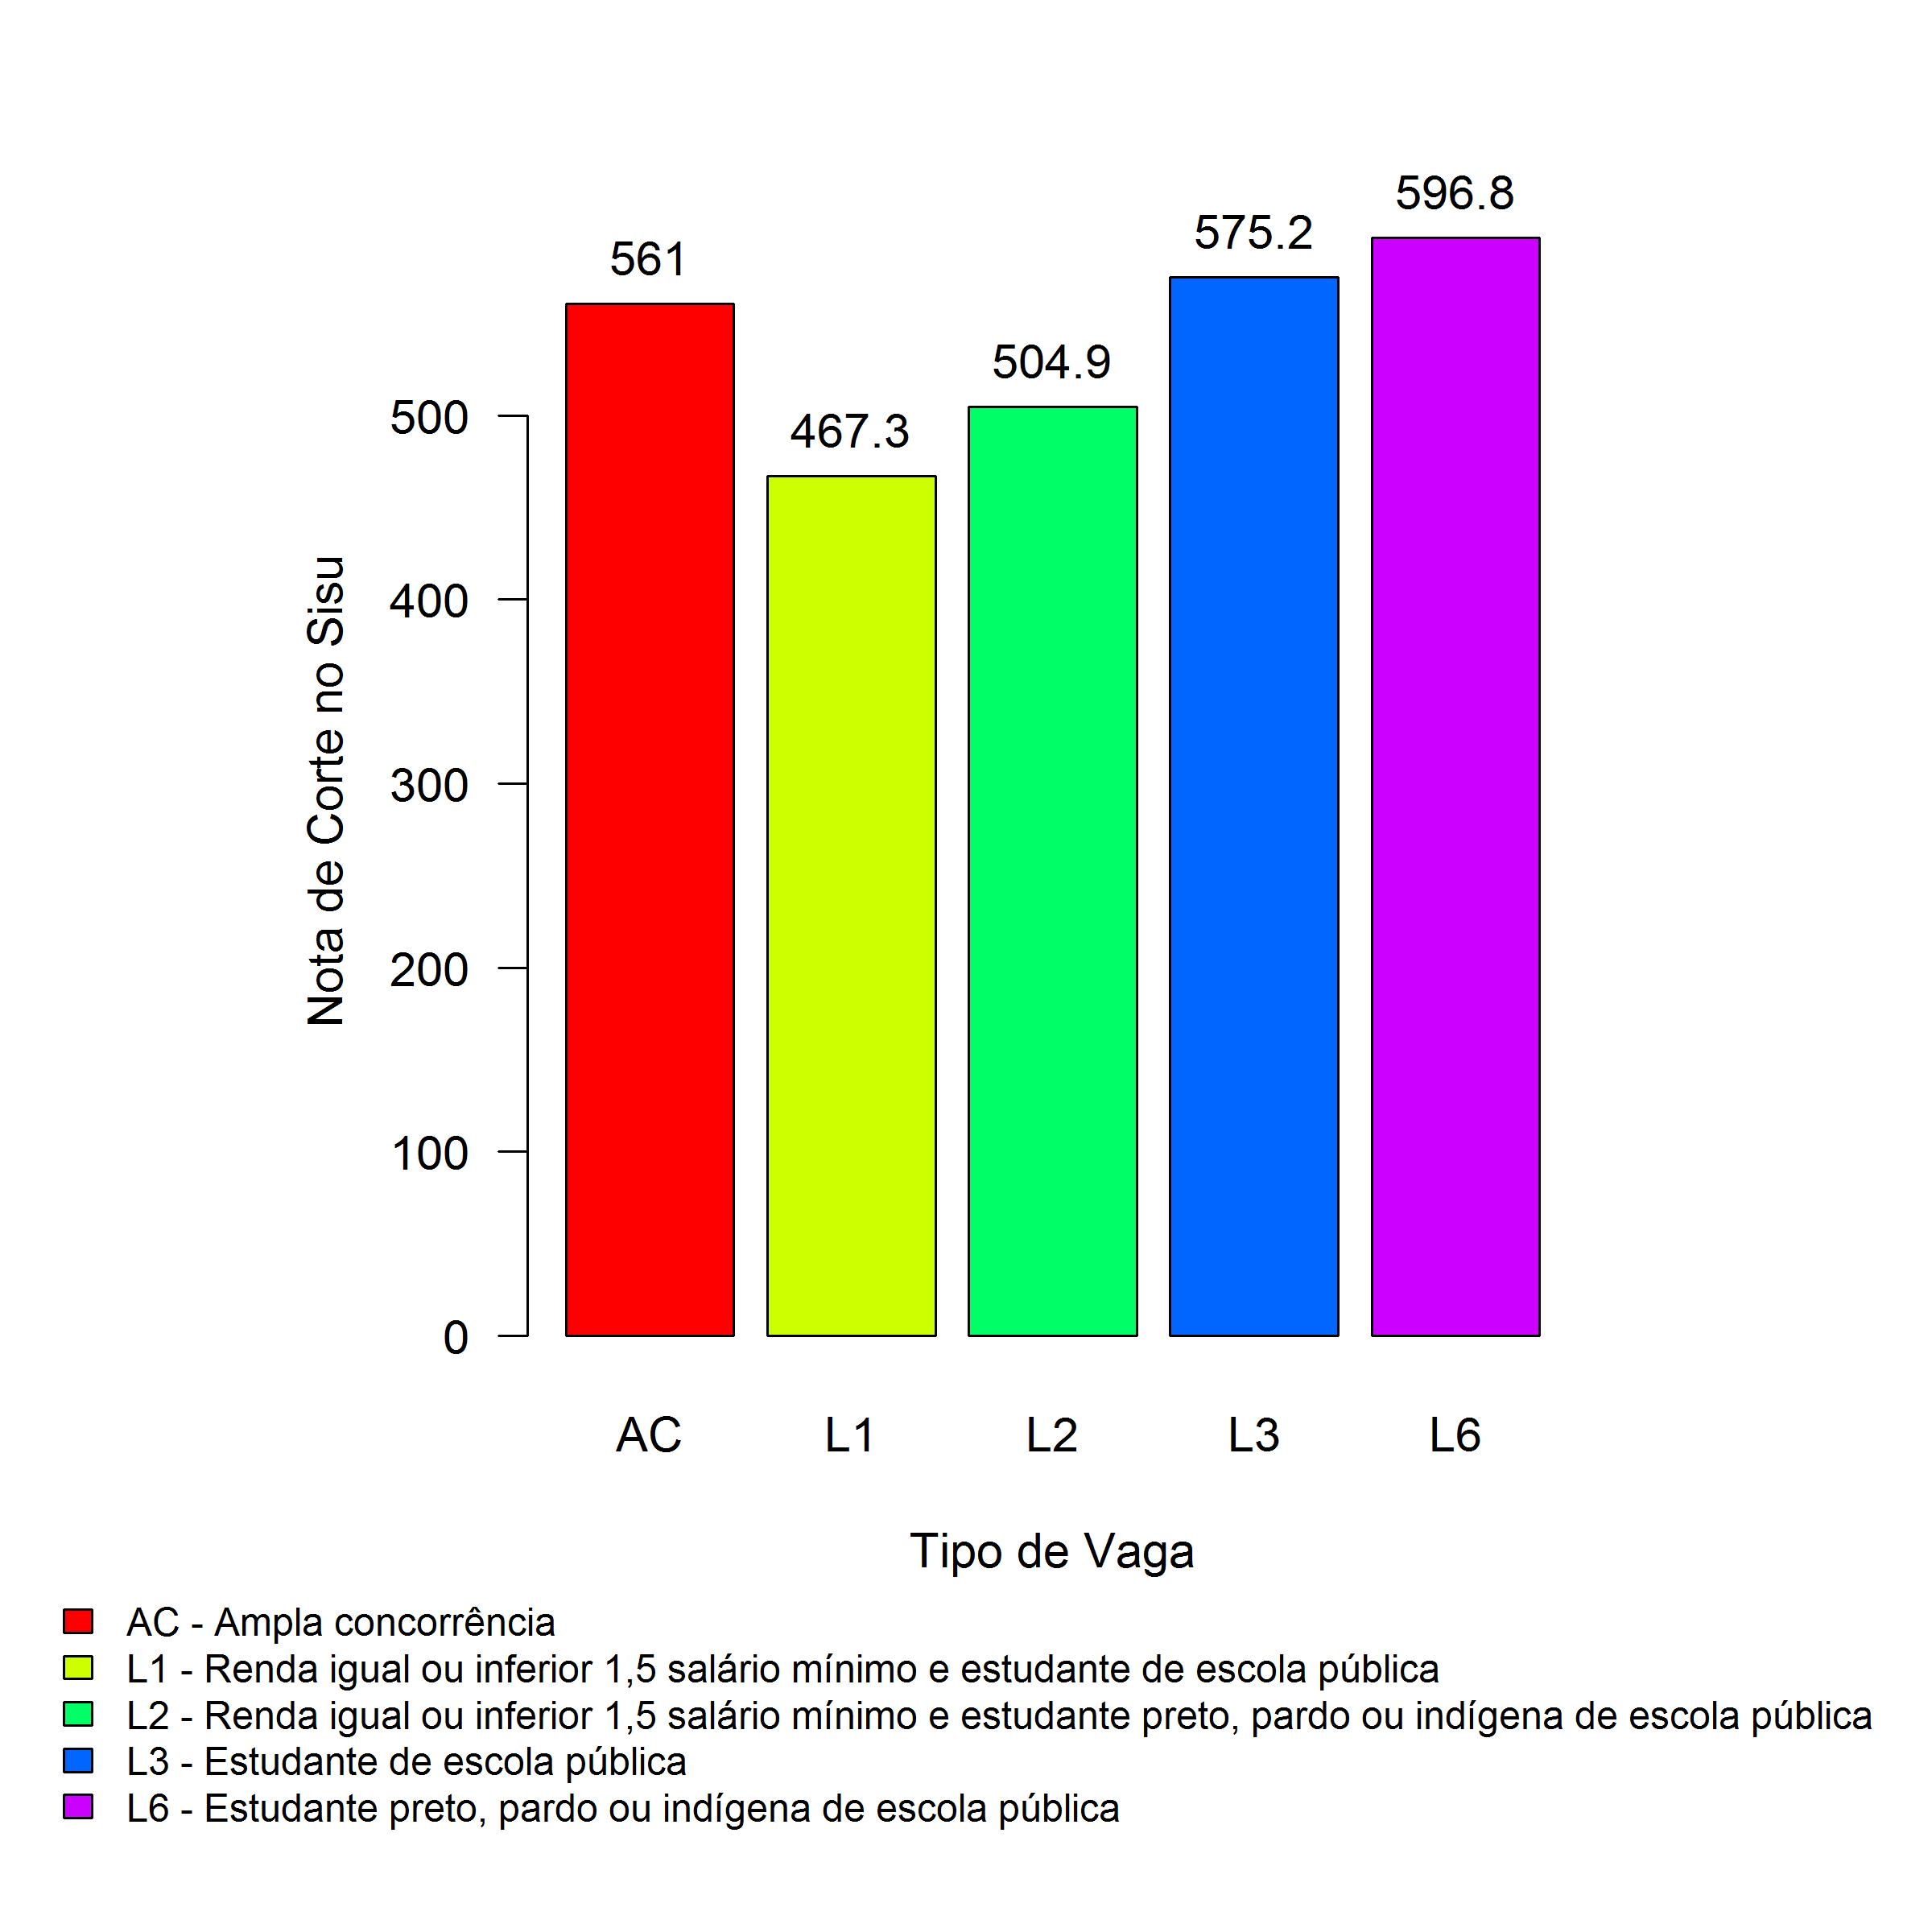 596.8
575.2
561
504.9
467.3
500
400
300
200
100
0
Nota de Corte no Sisu
AC L1 L2 L3 L6
Tipo de Vaga
AC - Ampla concorrência
L1 - Renda igual ou inferior 1,5 salário mínimo e estudante de escola pública
L2 - Renda igual ou inferior 1,5 salário mínimo e estudante preto, pardo ou indígena de escola pública
L3 - Estudante de escola pública
L6 - Estudante preto, pardo ou indígena de escola pública